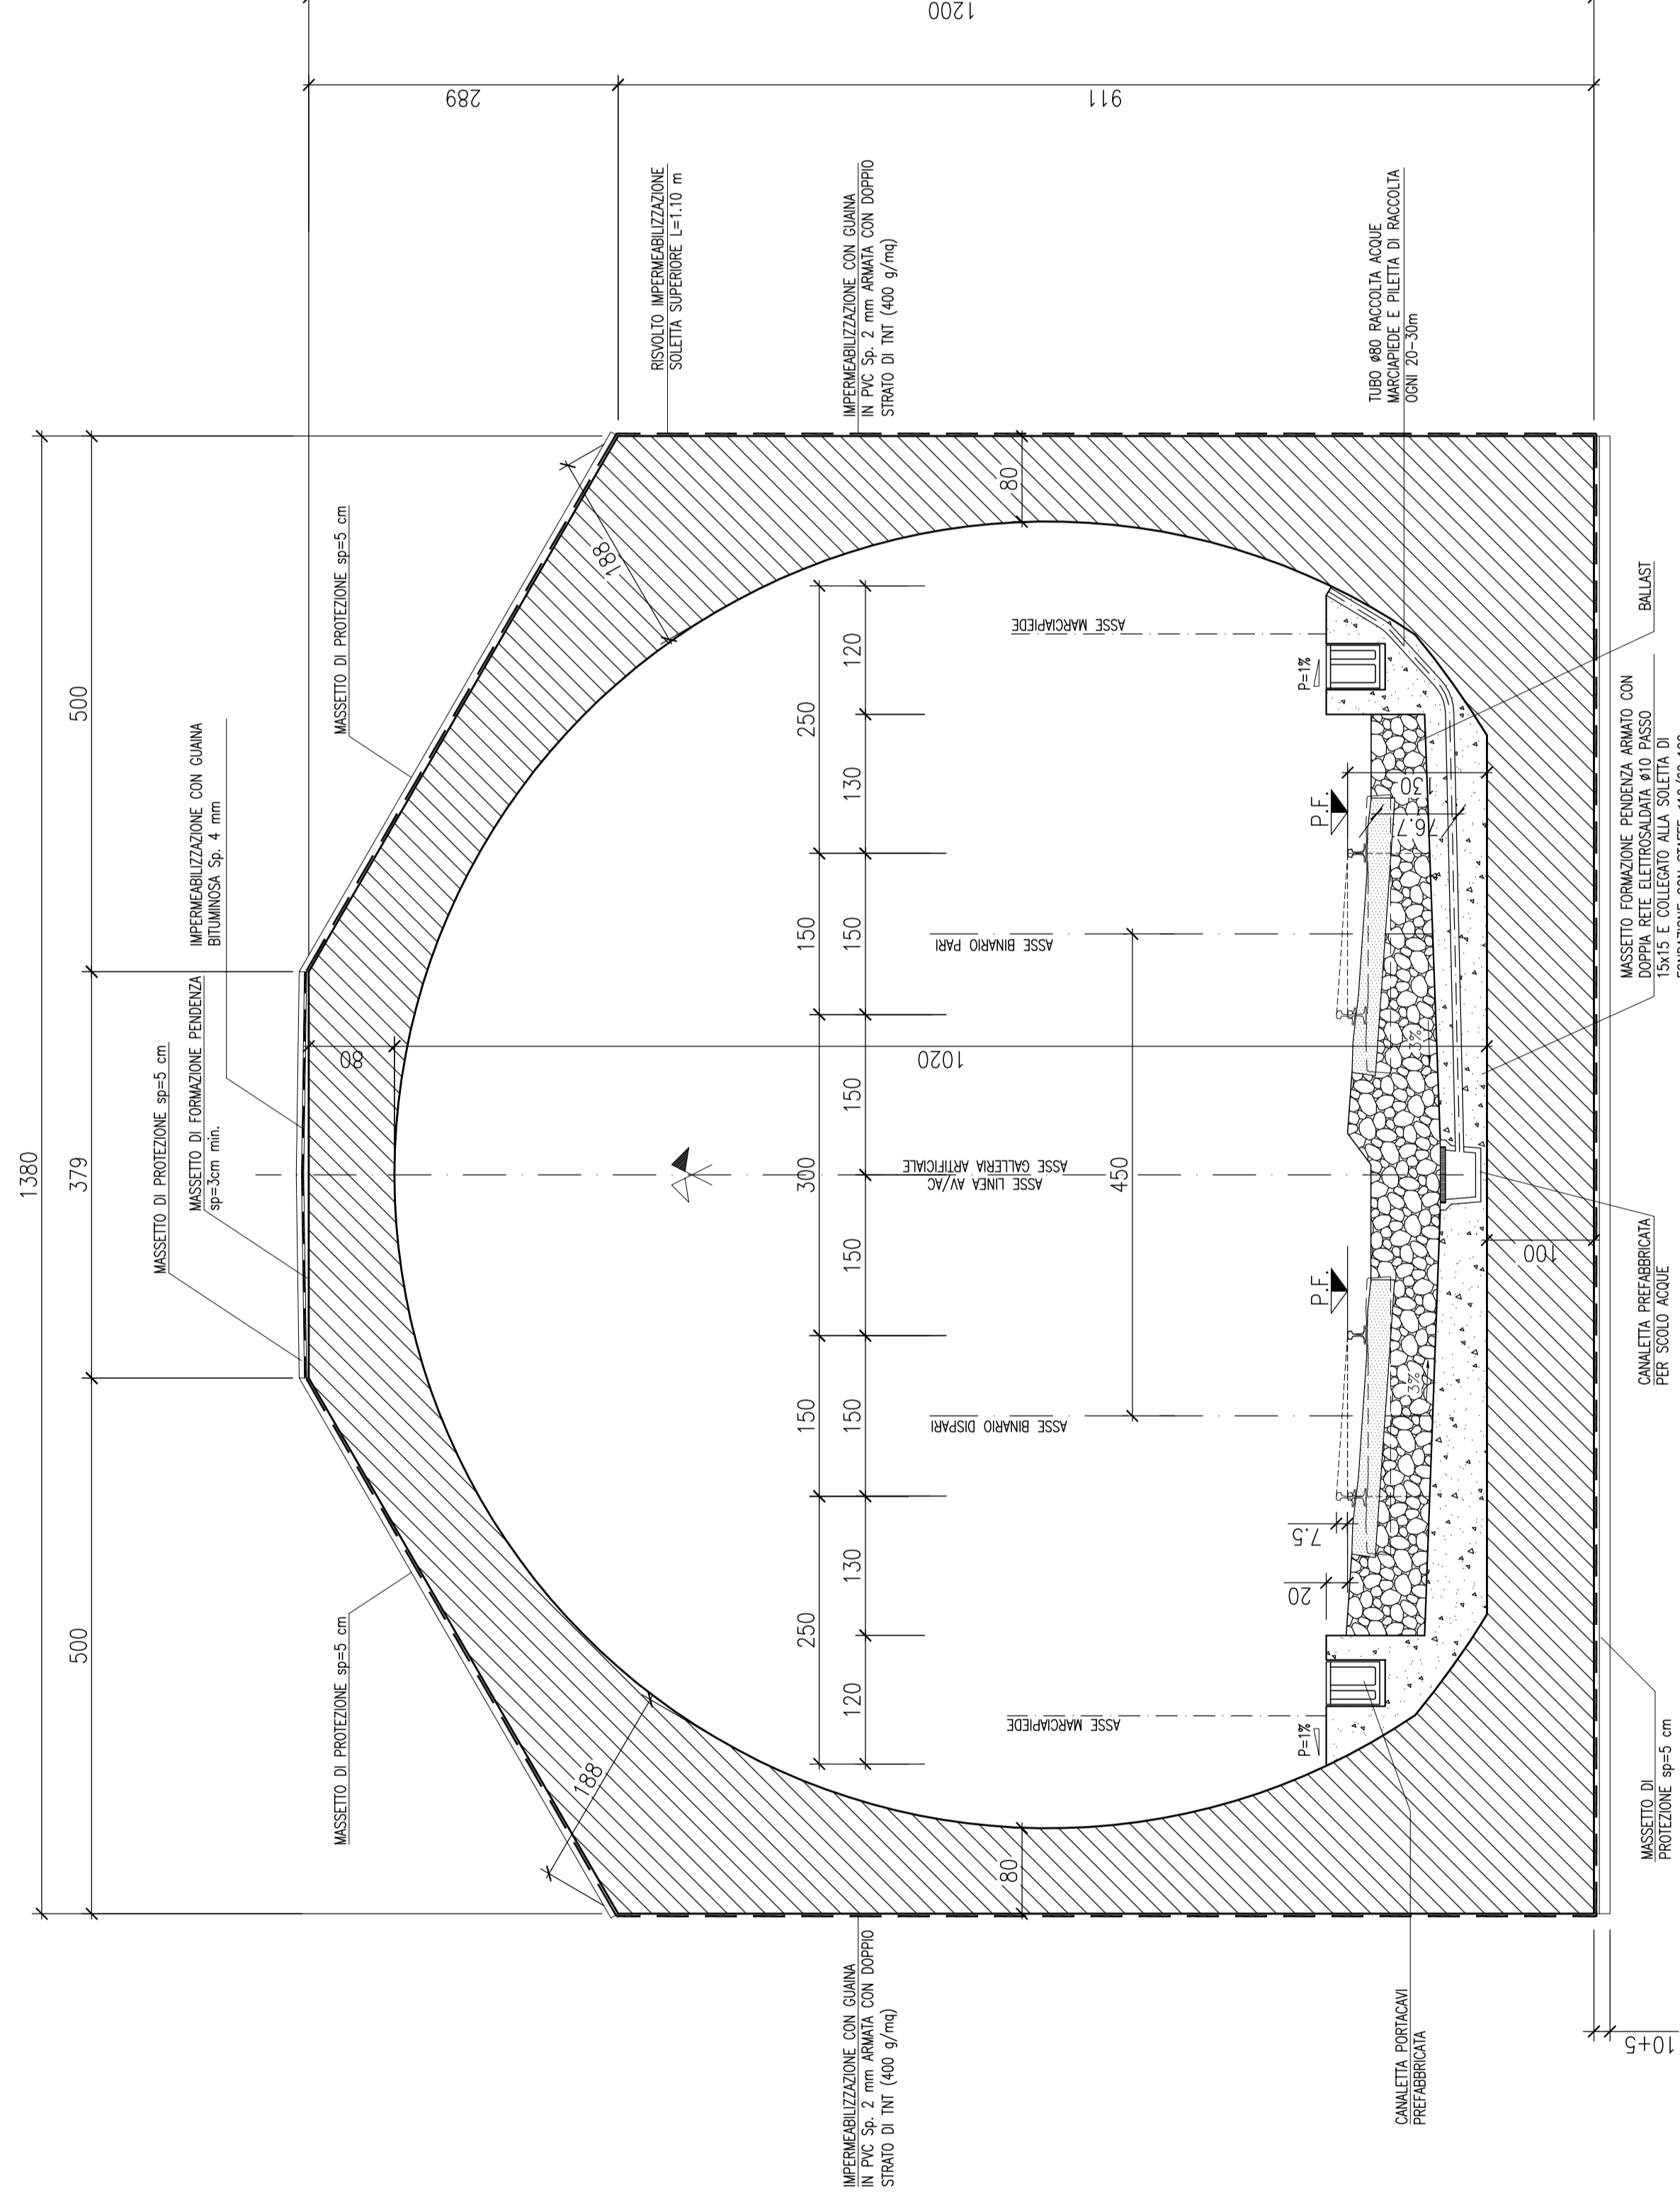 1380
500
379
500
1200
289
911
MASSETTO DI PROTEZIONE sp=5 cm
MASSETTO DI FORMAZIONE PENDENZA
sp=3cm min.
IMPERMEABILIZZAZIONE CON GUAINA
BITUMINOSA Sp. 4 mm
MASSETTO DI PROTEZIONE sp=5 cm
MASSETTO DI PROTEZIONE sp=5 cm
RISVOLTO IMPERMEABILIZZAZIONE
SOLETTA SUPERIORE L=1.10 m
IMPERMEABILIZZAZIONE CON GUAINA
IN PVC Sp. 2 mm ARMATA CON DOPPIO
STRATO DI TNT (400 g/mq)
IMPERMEABILIZZAZIONE CON GUAINA
IN PVC Sp. 2 mm ARMATA CON DOPPIO
STRATO DI TNT (400 g/mq)
188
188
80
80
80
1020
250
150
300
150
250
120
130
150
150
150
150
130
120
450
ASSE MARCIAPIEDE
ASSE BINARIO DISPARI
ASSE LINEA AV/AC
ASSE GALLERIA ARTIFICIALE
ASSE BINARIO PARI
ASSE MARCIAPIEDE
P=1%
P=1%
P.F.
P.F.
20
7.5
3%
3%
130
76.7
100
TUBO ø80 RACCOLTA ACQUE
MARCIAPIEDE E PILETTA DI RACCOLTA
OGNI 20-30m
CANALETTA PORTACAVI
PREFABBRICATA
MASSETTO DI
PROTEZIONE sp=5 cm
CANALETTA PREFABBRICATA
PER SCOLO ACQUE
MASSETTO FORMAZIONE PENDENZA ARMATO CON
DOPPIA RETE ELETTROSALDATA ø10 PASSO
15x15 E COLLEGATO ALLA SOLETTA DI
BALLAST
10+5